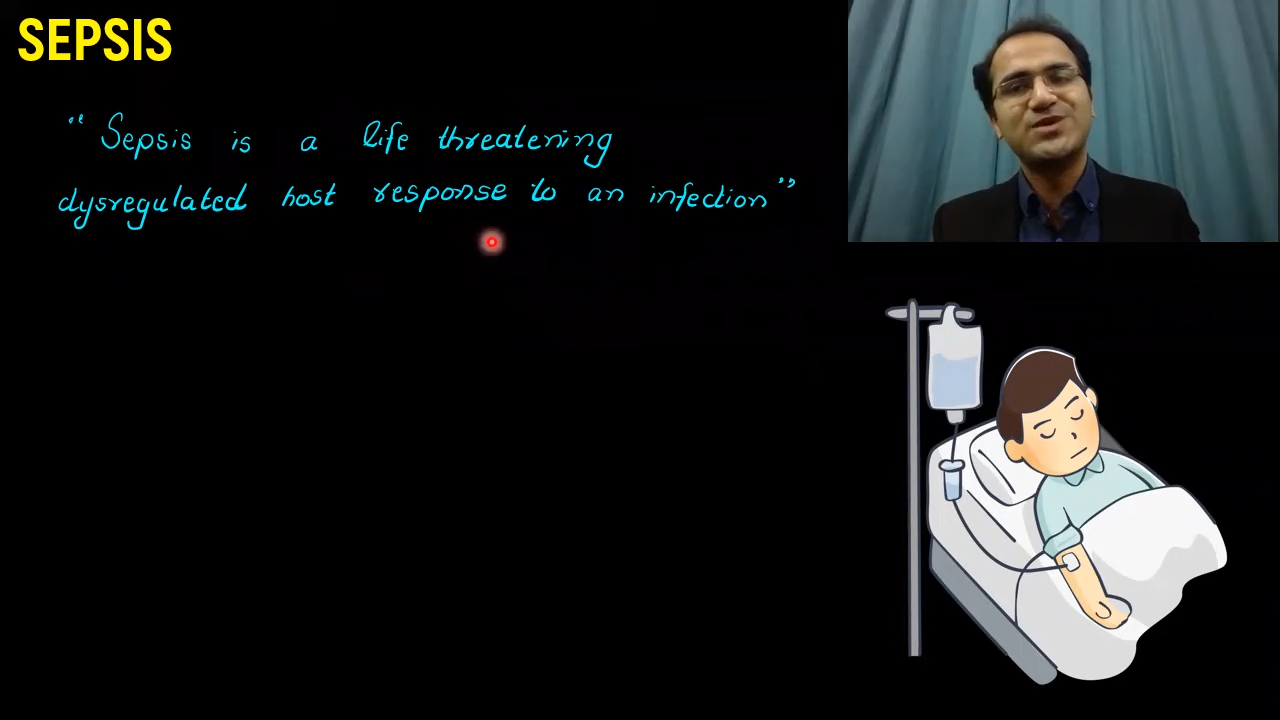 SEPSIS
“ Sepsis is a life threatening
dysregulated host response to an infection ”